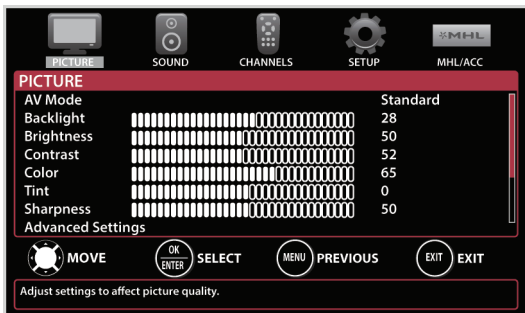 PICTURE SOUND CHANNELS SETUP MHL/ACC
MHL
PICTURE
AV Mode Standard
Backlight 28
Brightness 50
Contrast 52
Color 65
Tint 0
Sharpness 50
Advanced Settings
MOVE OK ENTER SELECT MENU PREVIOUS EXIT EXIT
Adjust settings to affect picture quality.